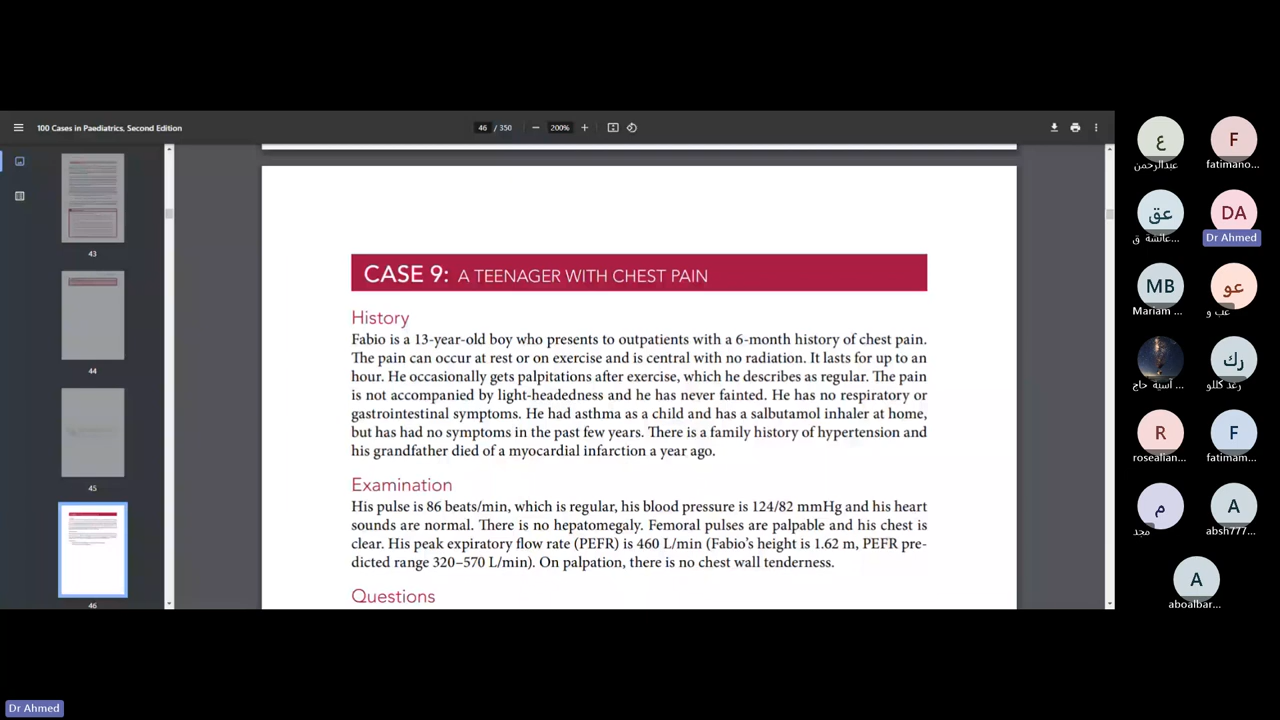 100 Cases in Paediatrics, Second Edition
46 / 350
200%
43
44
45
46
CASE 9: A TEENAGER WITH CHEST PAIN
History
Fabio is a 13-year-old boy who presents to outpatients with a 6-month history of chest pain.
The pain can occur at rest or on exercise and is central with no radiation. It lasts for up to an
hour. He occasionally gets palpitations after exercise, which he describes as regular. The pain
is not accompanied by light-headedness and he has never fainted. He has no respiratory or
gastrointestinal symptoms. He had asthma as a child and has a salbutamol inhaler at home,
but has had no symptoms in the past few years. There is a family history of hypertension and
his grandfather died of a myocardial infarction a year ago.
Examination
His pulse is 86 beats/min, which is regular, his blood pressure is 124/82 mmHg and his heart
sounds are normal. There is no hepatomegaly. Femoral pulses are palpable and his chest is
clear. His peak expiratory flow rate (PEFR) is 460 L/min (Fabio's height is 1.62 m, PEFR pre-
dicted range 320–570 L/min). On palpation, there is no chest wall tenderness.
Questions
ع
عبدالرحمن
F
fatimano...
عق
عائشة ق...
DA
Dr Ahmed
MB
Mariam ...
عو
عب و
آسية حاج ...
رك
رعد كللو
R
rosealian...
F
fatimam...
م
مجد
A
absh777...
A
aboalbar...
Dr Ahmed